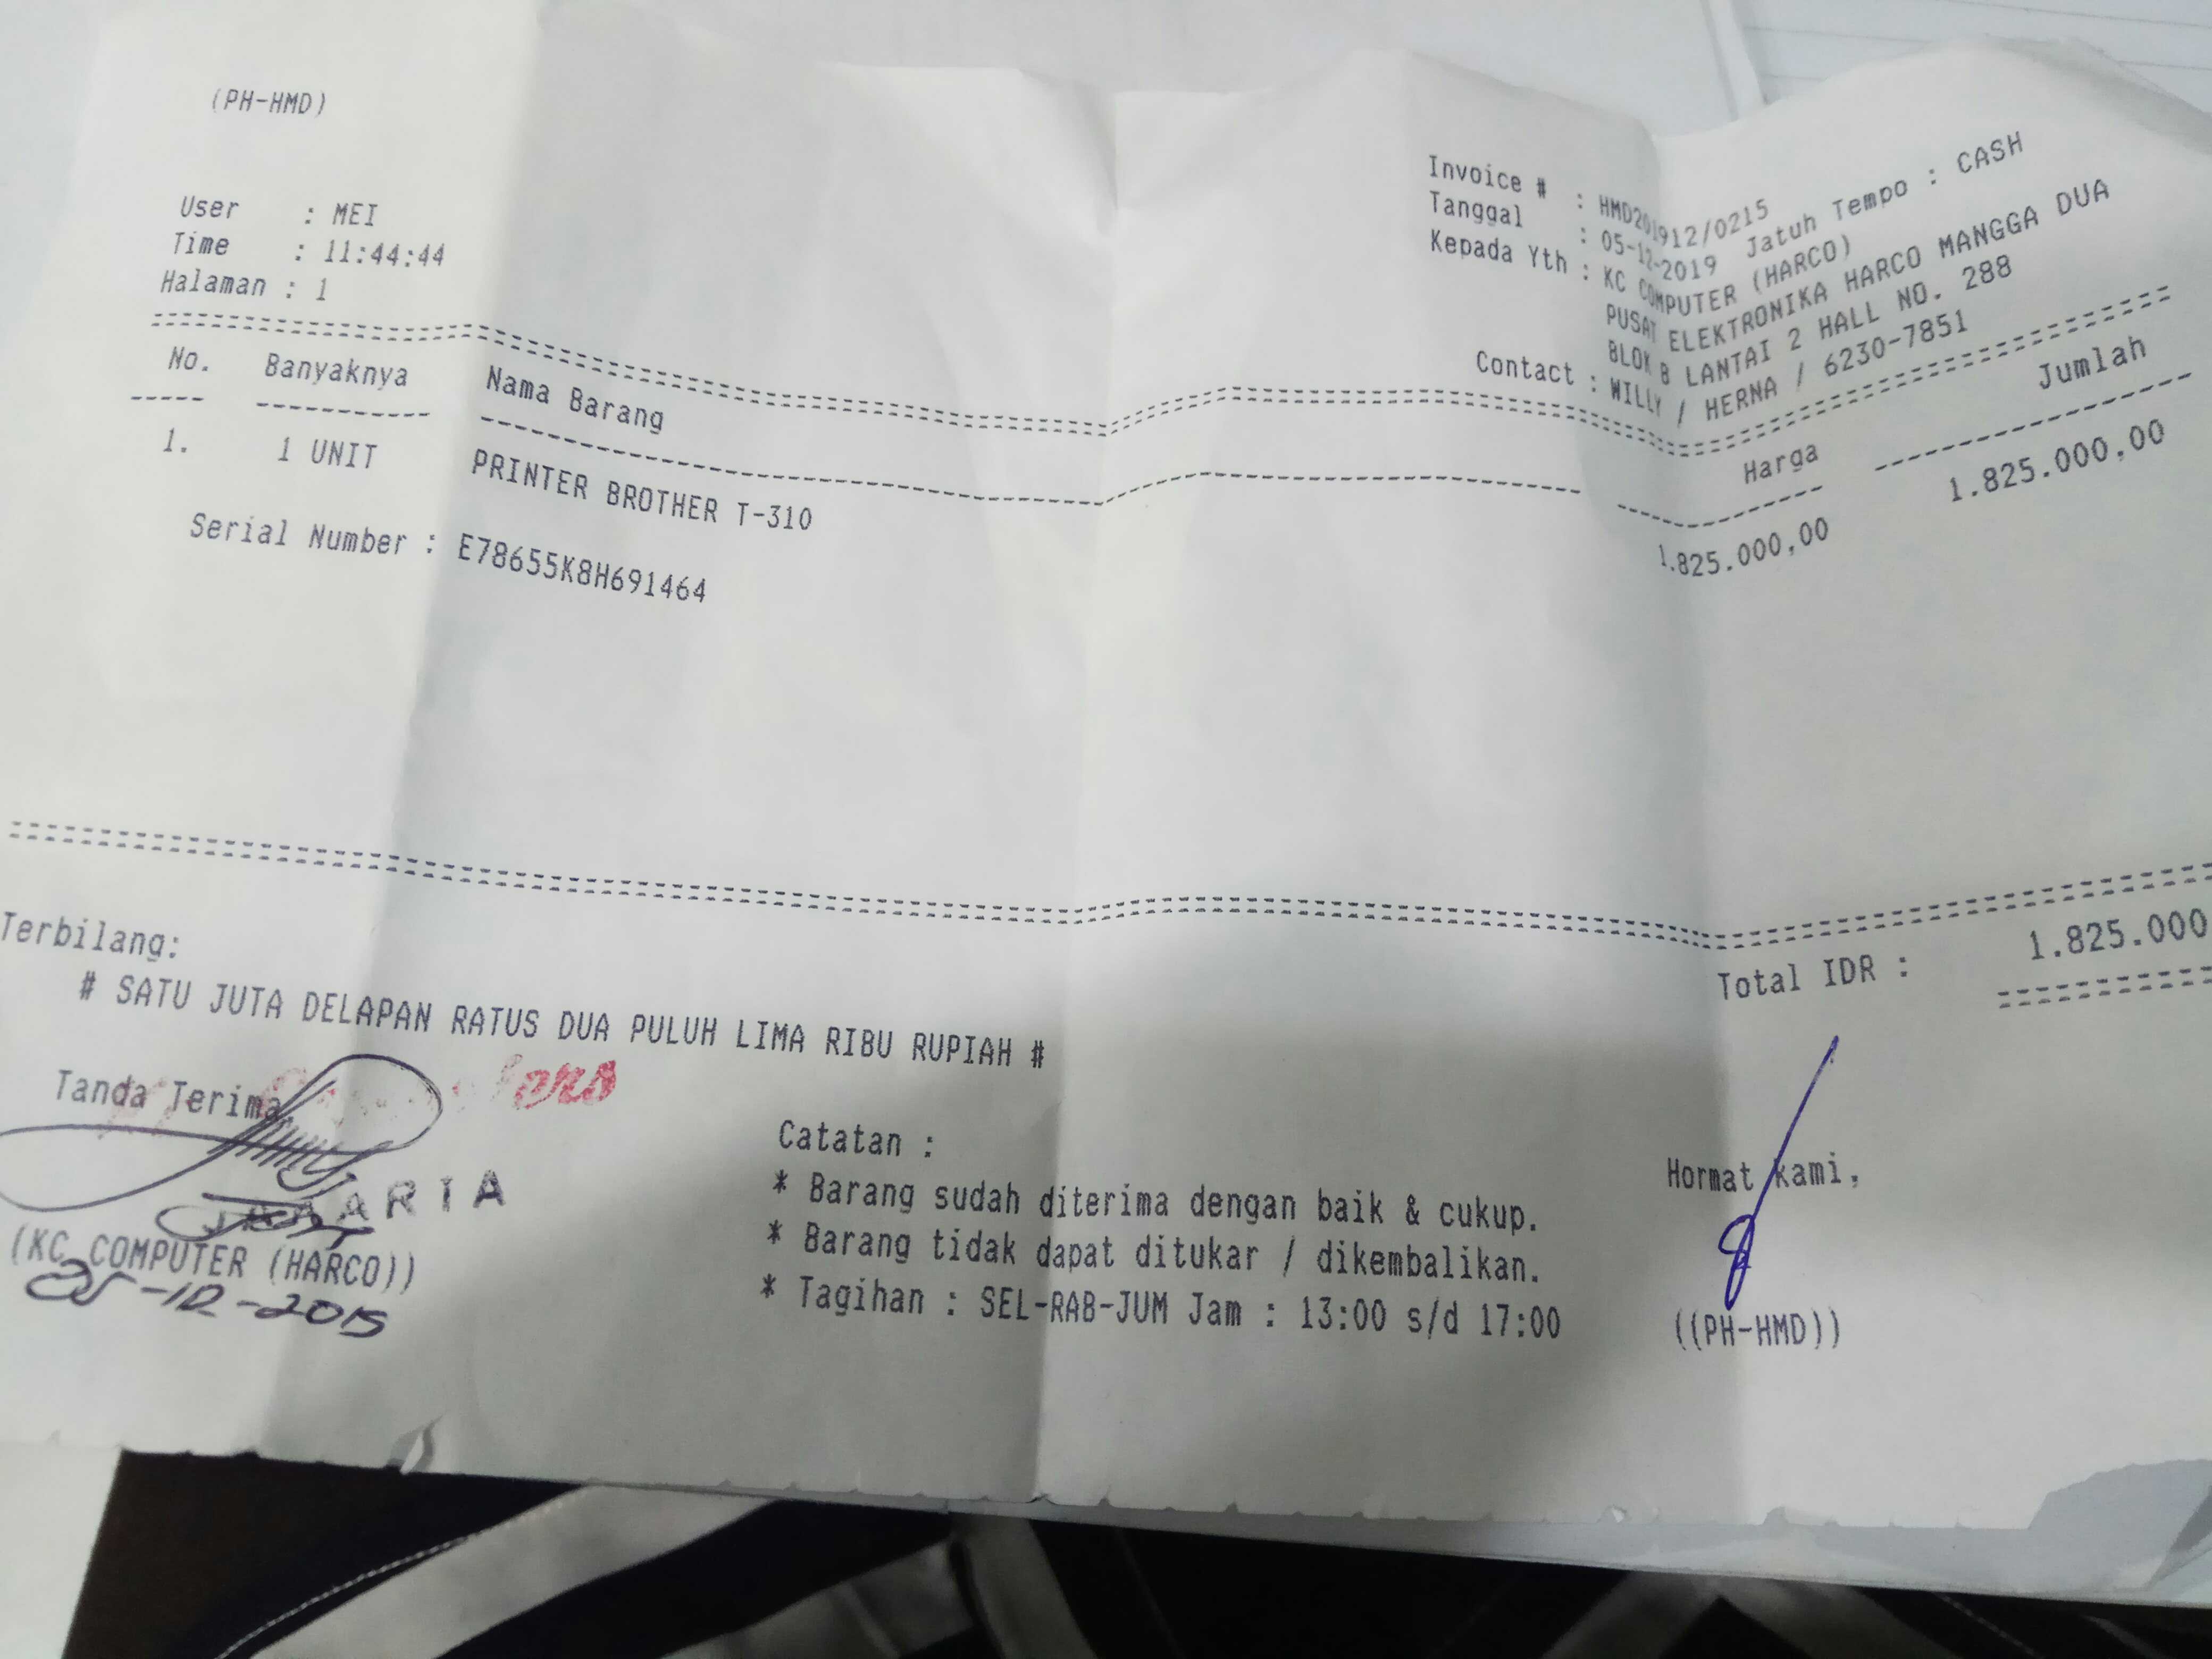 (PH-HMD)
User : MEI
Time : 11:44:44
Halaman : 1
Invoice # : HMD201912/0215
Tanggal : 05-12-2019 Jatuh Tempo : CASH
Kepada Yth : KC COMPUTER (HARCO)
PUSAT ELEKTRONIKA HARCO MANGGA DUA
BLOK B LANTAI 2 HALL NO. 288
Contact : WILLY / HERNA / 6230-7851
No. Banyaknya Nama Barang Harga Jumlah
1. 1 UNIT PRINTER BROTHER T-310 1.825.000,00 1.825.000,00
Serial Number : E78655K8H691464
Total IDR : 1.825.000
Terbilang:
# SATU JUTA DELAPAN RATUS DUA PULUH LIMA RIBU RUPIAH #
Tanda Terima,
(KC COMPUTER (HARCO))
Catatan :
* Barang sudah diterima dengan baik & cukup.
* Barang tidak dapat ditukar / dikembalikan.
* Tagihan : SEL-RAB-JUM Jam : 13:00 s/d 17:00
Hormat kami,
((PH-HMD))